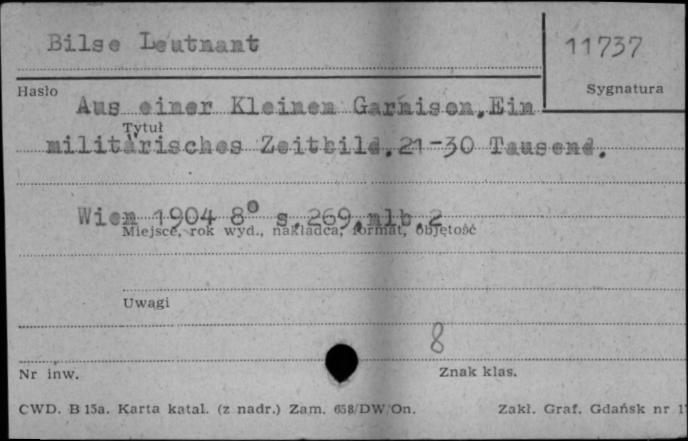 Bilse Leutnant
11737
Hasło
Sygnatura
Aus einer Kleinen Garnison.Ein
Tytuł
militärisches Zeitbild.21-30 Tausend.
Wien 1904 8° s.269.nlb.2
Miejsce, rok wyd., nakładca, format, objętość
Uwagi
8
Nr inw.
Znak klas.
CWD. B 15a. Karta katal. (z nadr.) Zam. 658/DW/On.
Zakł. Graf. Gdańsk nr 1